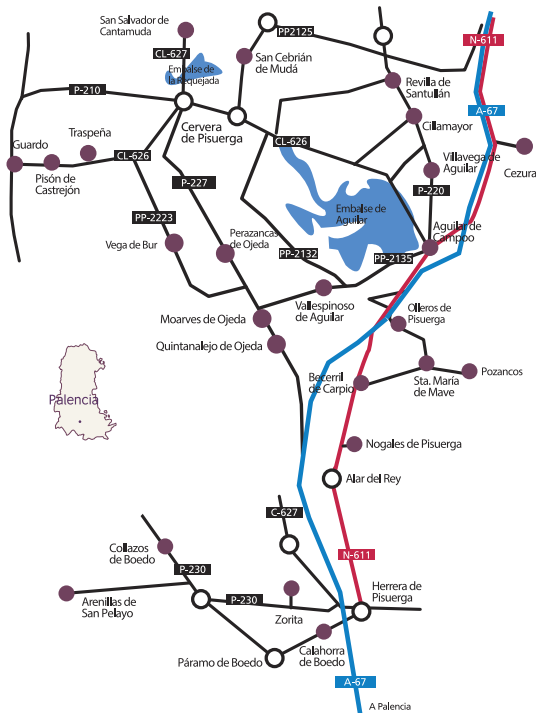 San Salvador de
Cantamuda
PP2125
N-611
CL-627
San Cebrián
de Mudá
Embalse de
la Requejada
Revilla de
Santullán
P-210
A-67
Cervera
de Pisuerga
Cillamayor
Guardo
Traspeña
CL-626
CL-626
Villavega de
Aguilar
Cezura
Pisón de
Castrejón
P-227
P-220
PP-2223
Embalse de
Aguilar
Perazancas
de Ojeda
Aguilar de
Campoo
Vega de Bur
PP-2132
PP-2135
Vallespinoso
de Aguilar
Olleros de
Pisuerga
Moarves de Ojeda
Quintanalejo de Ojeda
Becerril
de Carpio
Sta. María
de Mave
Pozancos
Palencia
Nogales de Pisuerga
Alar del Rey
C-627
Collazos
de Boedo
N-611
P-230
Herrera de
Pisuerga
Arenillas de
San Pelayo
P-230
Zorita
Calahorra
de Boedo
Páramo de Boedo
A-67
A Palencia